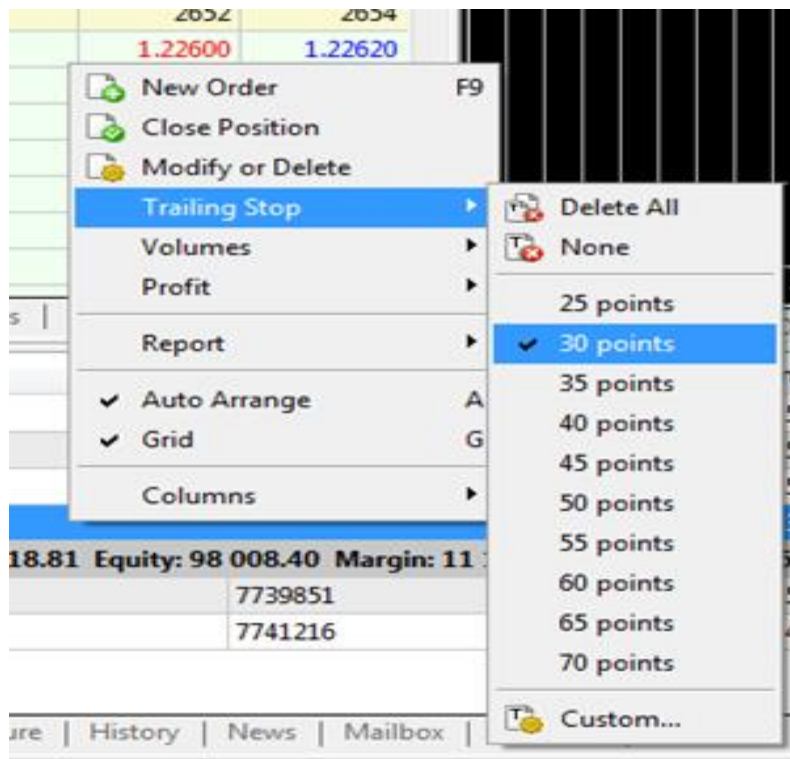 2652 2654
1.22600 1.22620
New Order F9
Close Position
Modify or Delete
Trailing Stop
Volumes
Profit
Report
Auto Arrange A
Grid G
Columns
Delete All
None
25 points
30 points
35 points
40 points
45 points
50 points
55 points
60 points
65 points
70 points
Custom...
18.81 Equity: 98 008.40 Margin: 11
7739851
7741216
History | News | Mailbox |